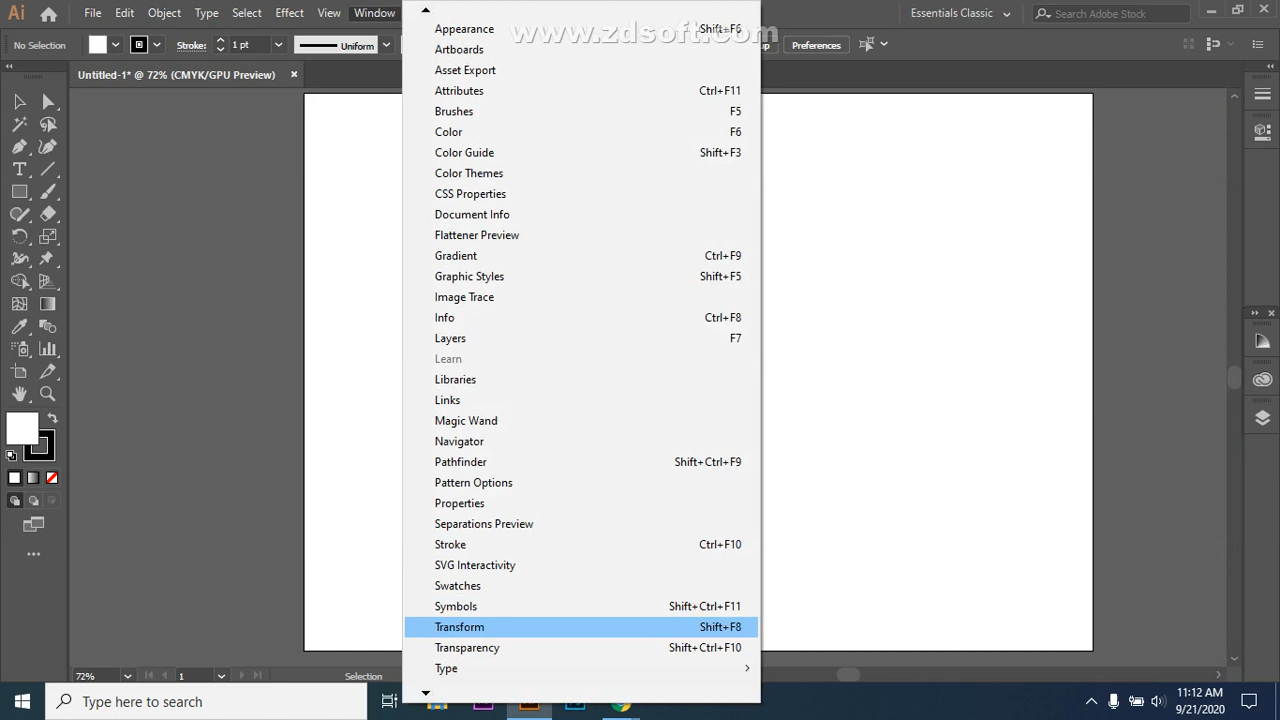 Ai File Edit Object Type Select Effect View Window Essentials Classic Search Adobe Stock
www.zdsoft.com
No Selection Stroke: 1 pt Uniform Preferences
Untitled-1* @ 72% (CMYK/GPU Preview)
Appearance Shift+F6
Artboards
Asset Export
Attributes Ctrl+F11
Brushes F5
Color F6
Color Guide Shift+F3
Color Themes
CSS Properties
Document Info
Flattener Preview
Gradient Ctrl+F9
Graphic Styles Shift+F5
Image Trace
Info Ctrl+F8
Layers F7
Learn
Libraries
Links
Magic Wand
Navigator
Pathfinder Shift+Ctrl+F9
Pattern Options
Properties
Separations Preview
Stroke Ctrl+F10
SVG Interactivity
Swatches
Symbols Shift+Ctrl+F11
Transform Shift+F8
Transparency Shift+Ctrl+F10
Type
72% 1 Selection
Type here to search
11:12 AM
9/21/2020